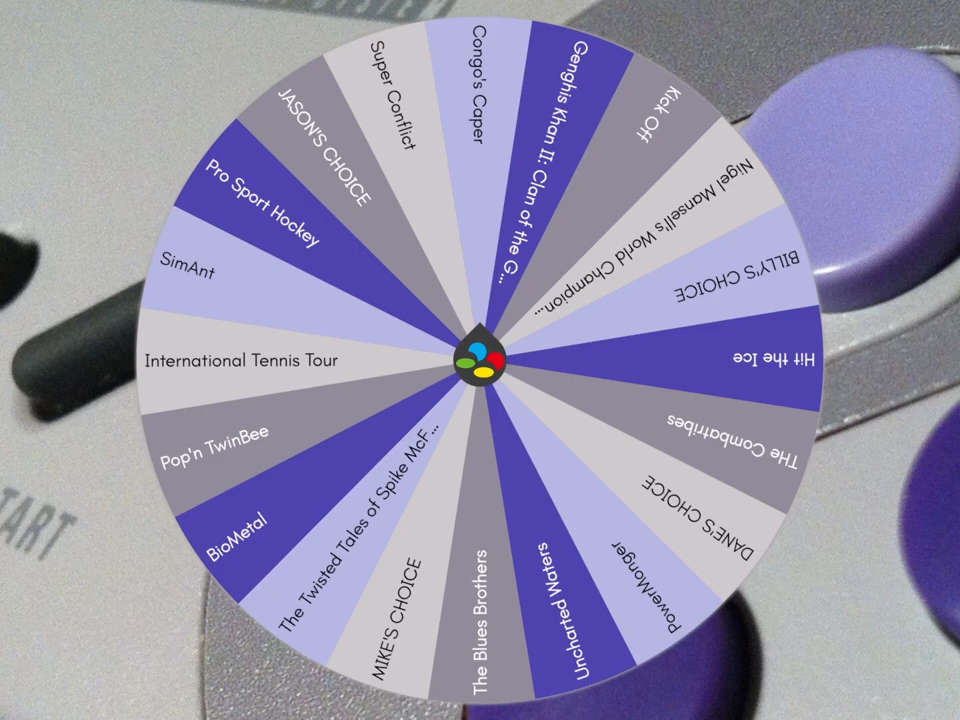 Congo's Caper
Genghis Khan II: Clan of the G...
Kick Off
Nigel Mansell's World Champion...
BILLY'S CHOICE
Hit the Ice
THe Combatribes
DANE'S CHOICE
PowerMonger
Uncharted Waters
The Blues Brothers
MIKE'S CHOICE
The Twisted Tales of Spike McF...
BioMetal
Pop'n TwinBee
International Tennis Tour
SimAnt
Pro Sport Hockey
JASON'S CHOICE
Super Conflict